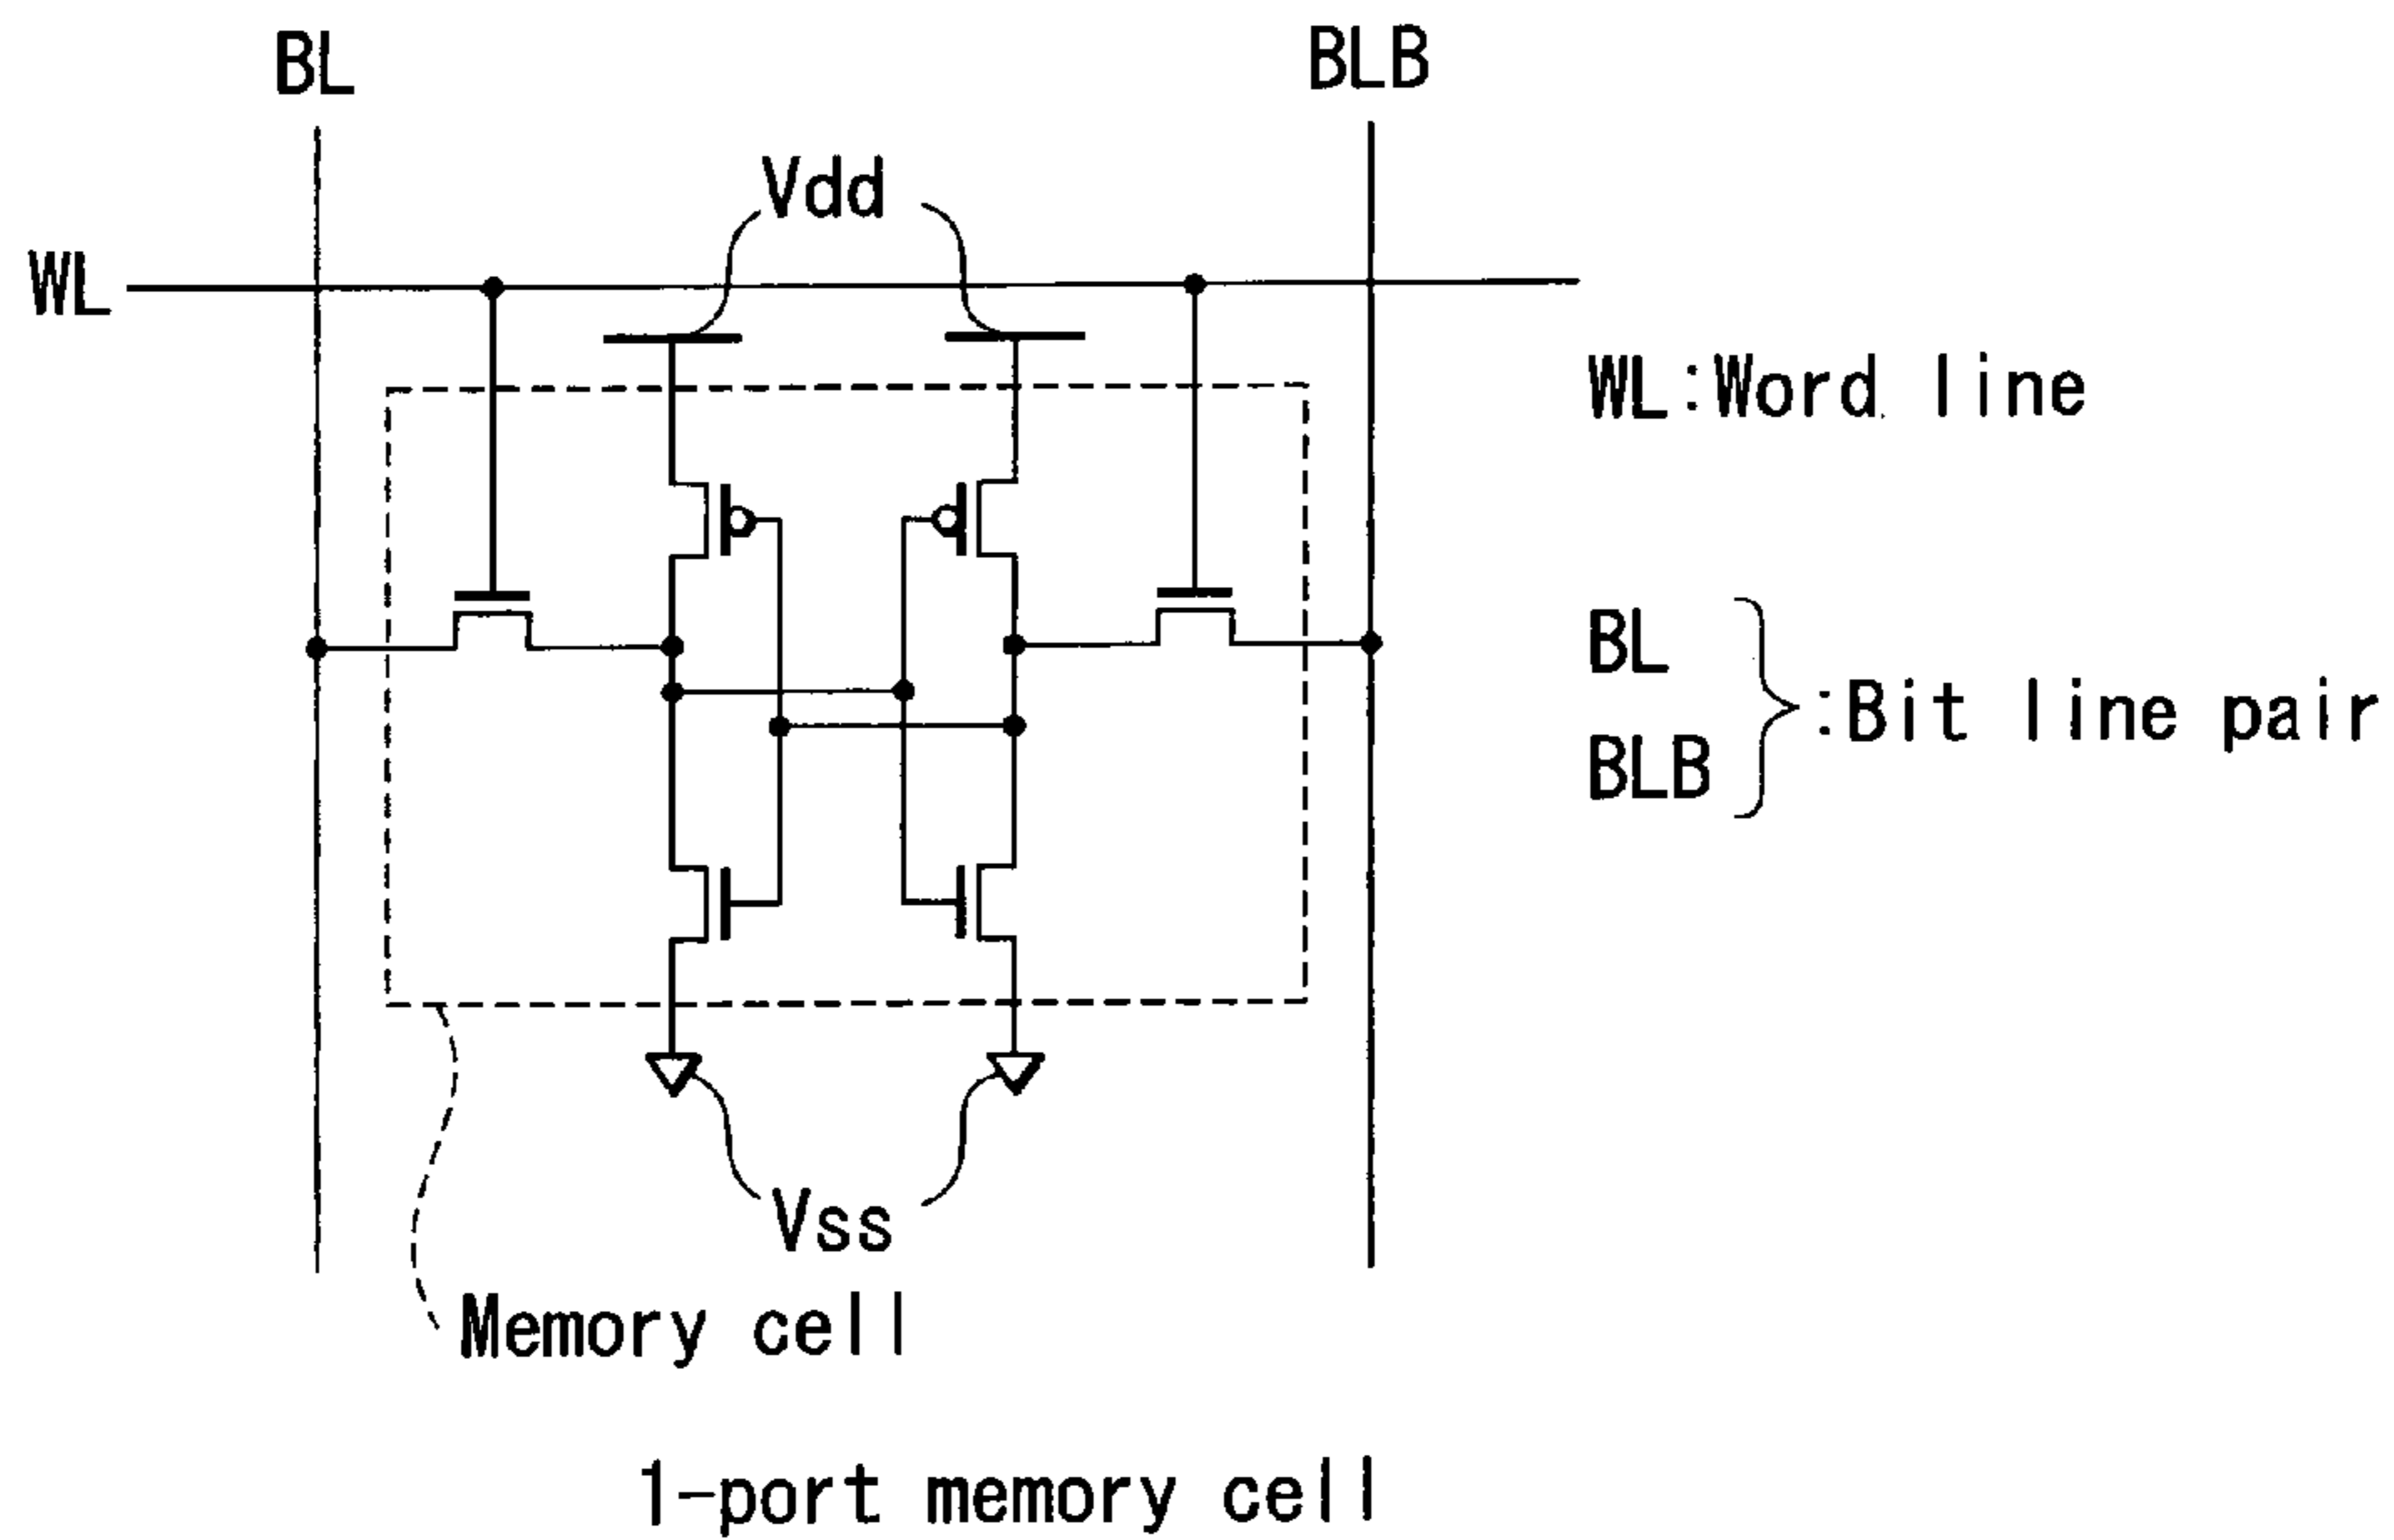 BL
BLB
Vdd
WL
WL:Word line
BL
BLB
:Bit line pair
Vss
Memory cell
1-port memory cell